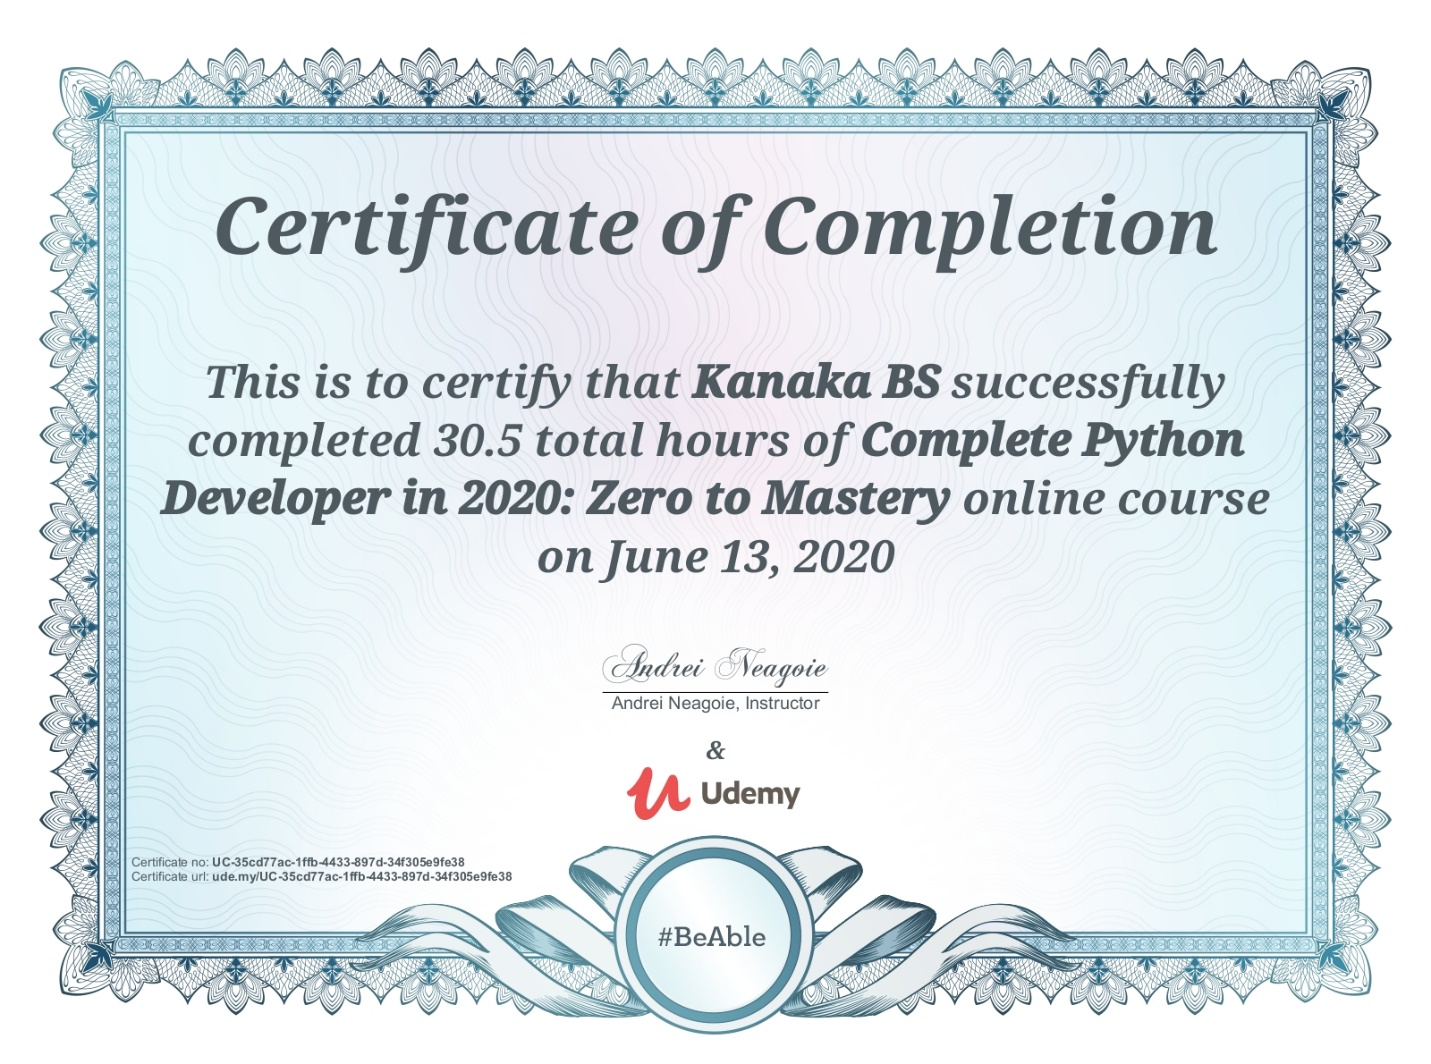 Certificate of Completion
This is to certify that Kanaka BS successfully
completed 30.5 total hours of Complete Python
Developer in 2020: Zero to Mastery online course
on June 13, 2020
Andrei Neagoie
Andrei Neagoie, Instructor
&
Udemy
Certificate no: UC-35cd77ac-1ffb-4433-897d-34f305e9fe38
Certificate url: ude.my/UC-35cd77ac-1ffb-4433-897d-34f305e9fe38
#BeAble